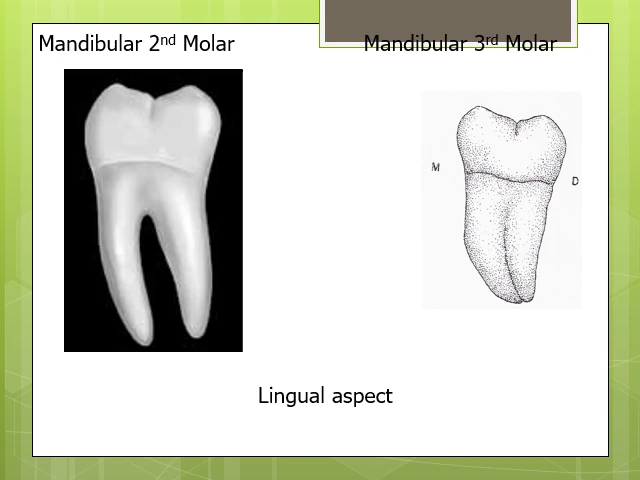 Mandibular 2nd Molar
Mandibular 3rd Molar
M
D
Lingual aspect